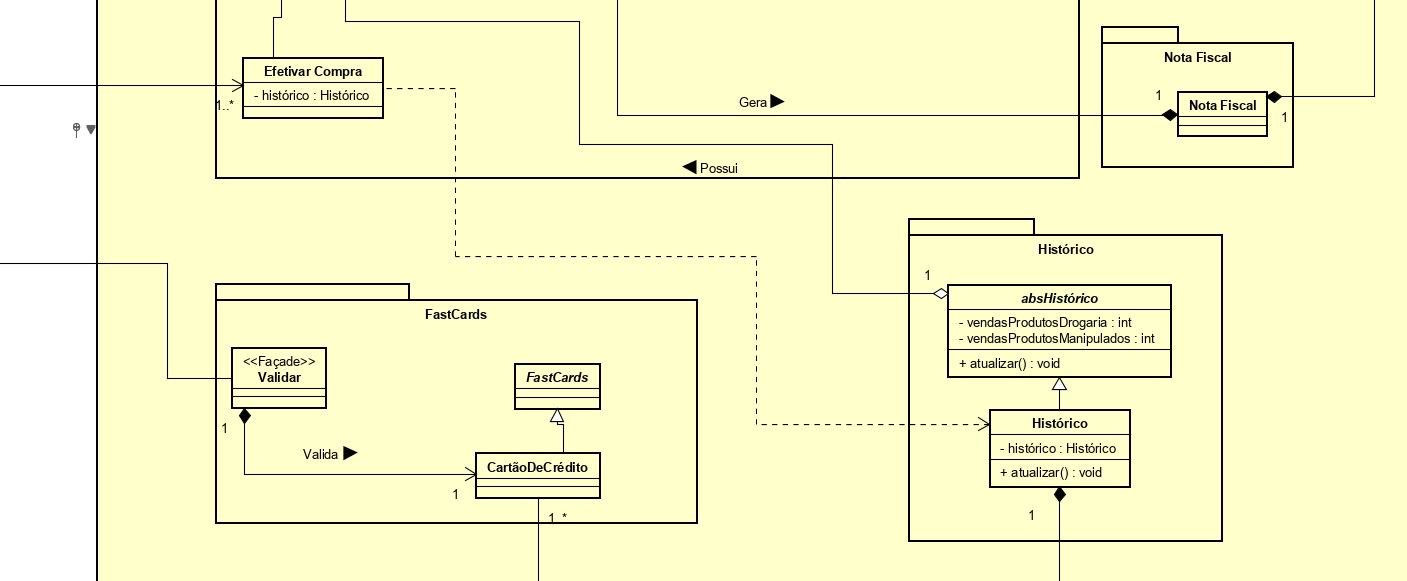 Efetivar Compra
- histórico : Histórico
1..*
Gera
Possui
Nota Fiscal
1
Nota Fiscal
1
Histórico
1
absHistórico
- vendasProdutosDrogaria : int
- vendasProdutosManipulados : int
+ atualizar() : void
Histórico
- histórico : Histórico
+ atualizar() : void
1
FastCards
<<Façade>>
Validar
1
FastCards
Valida
CartãoDeCrédito
1
1..*